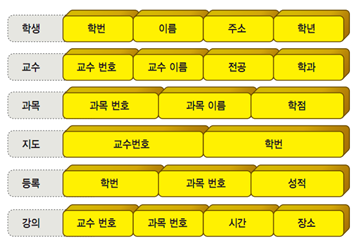 학생 학번 이름 주소 학년
교수 교수 번호 교수 이름 전공 학과
과목 과목 번호 과목 이름 학점
지도 교수번호 학번
등록 학번 과목 번호 성적
강의 교수 번호 과목 번호 시간 장소